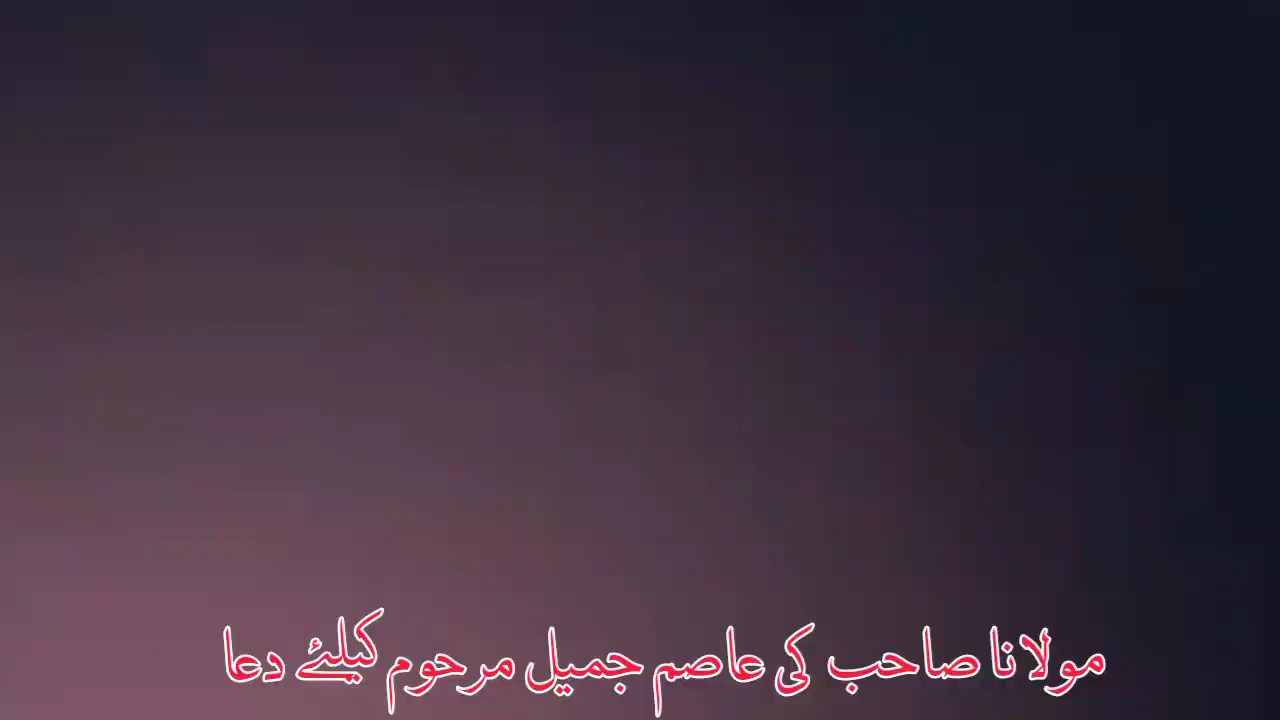 مولانا صاحب کی عاصم جمیل مرحوم کیلئے دعا